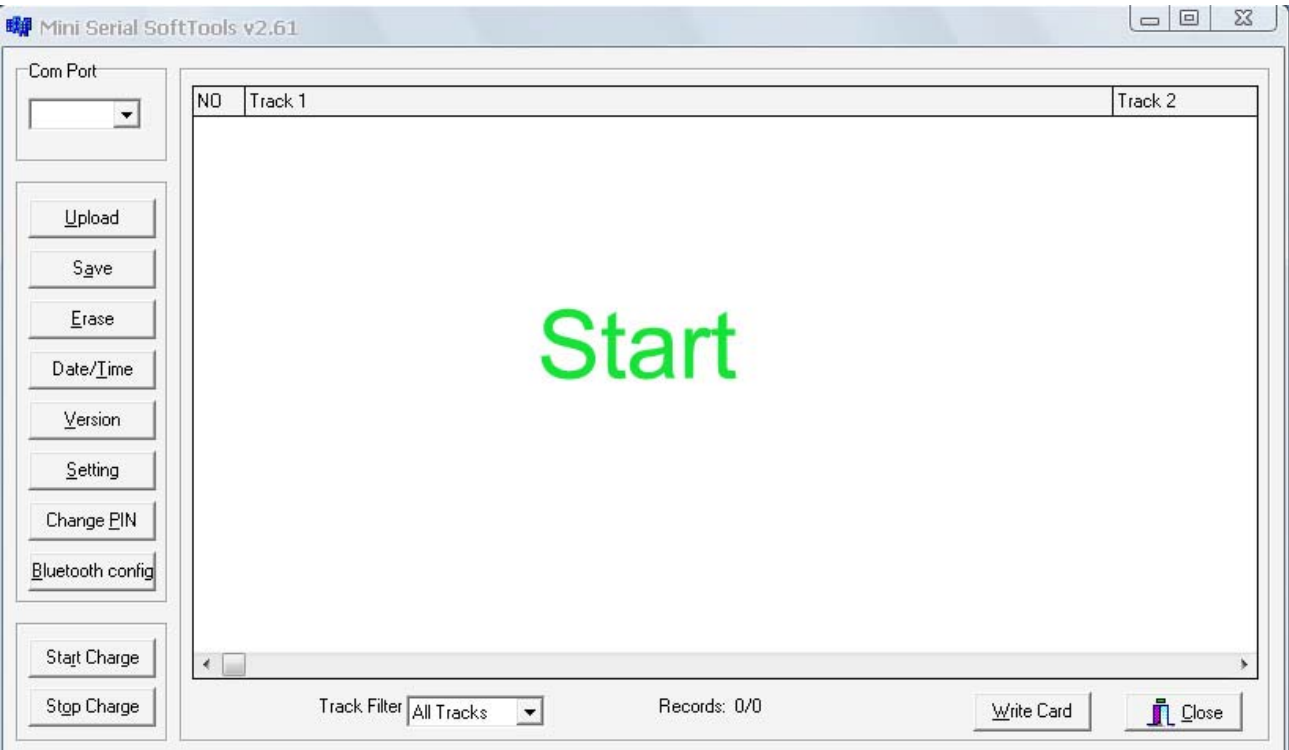 Mini Serial SoftTools v2.61
Com Port
NO Track 1 Track 2
Upload
Save
Erase
Start
Date/Time
Version
Setting
Change PIN
Bluetooth config
Start Charge
Stop Charge
Track Filter All Tracks Records: 0/0 Write Card Close